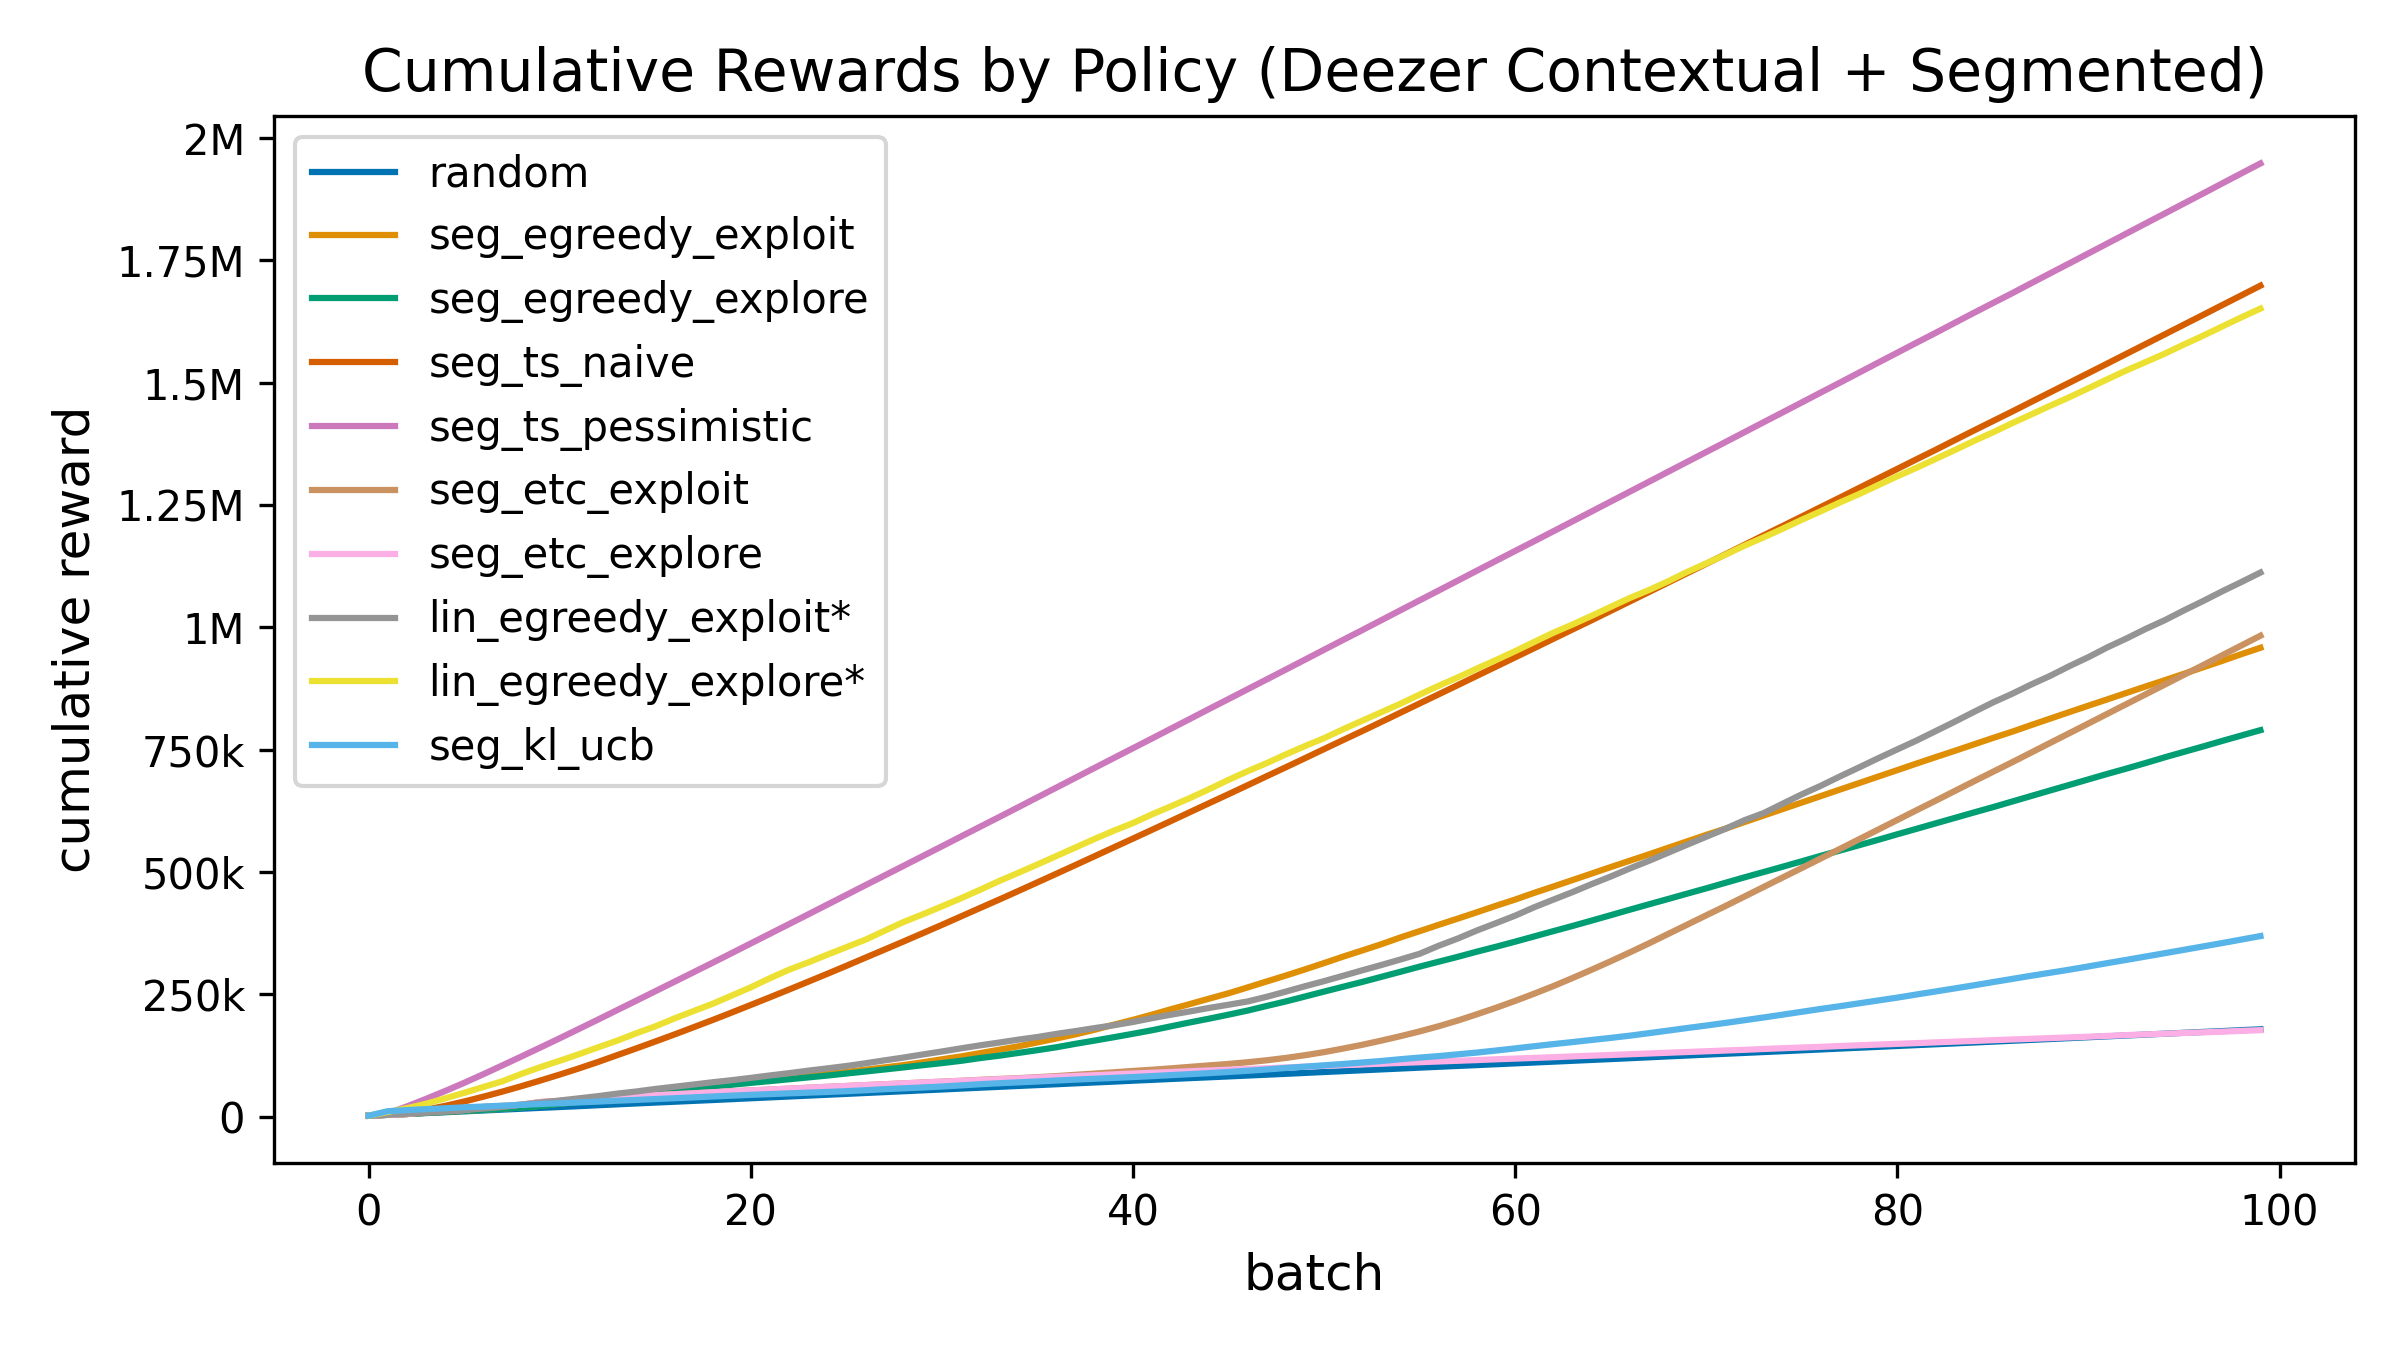 Cumulative Rewards by Policy (Deezer Contextual + Segmented)
2M
1.75M
1.5M
1.25M
1M
750k
500k
250k
0
cumulative reward
random
seg_egreedy_exploit
seg_egreedy_explore
seg_ts_naive
seg_ts_pessimistic
seg_etc_exploit
seg_etc_explore
lin_egreedy_exploit*
lin_egreedy_explore*
seg_kl_ucb
0 20 40 60 80 100
batch